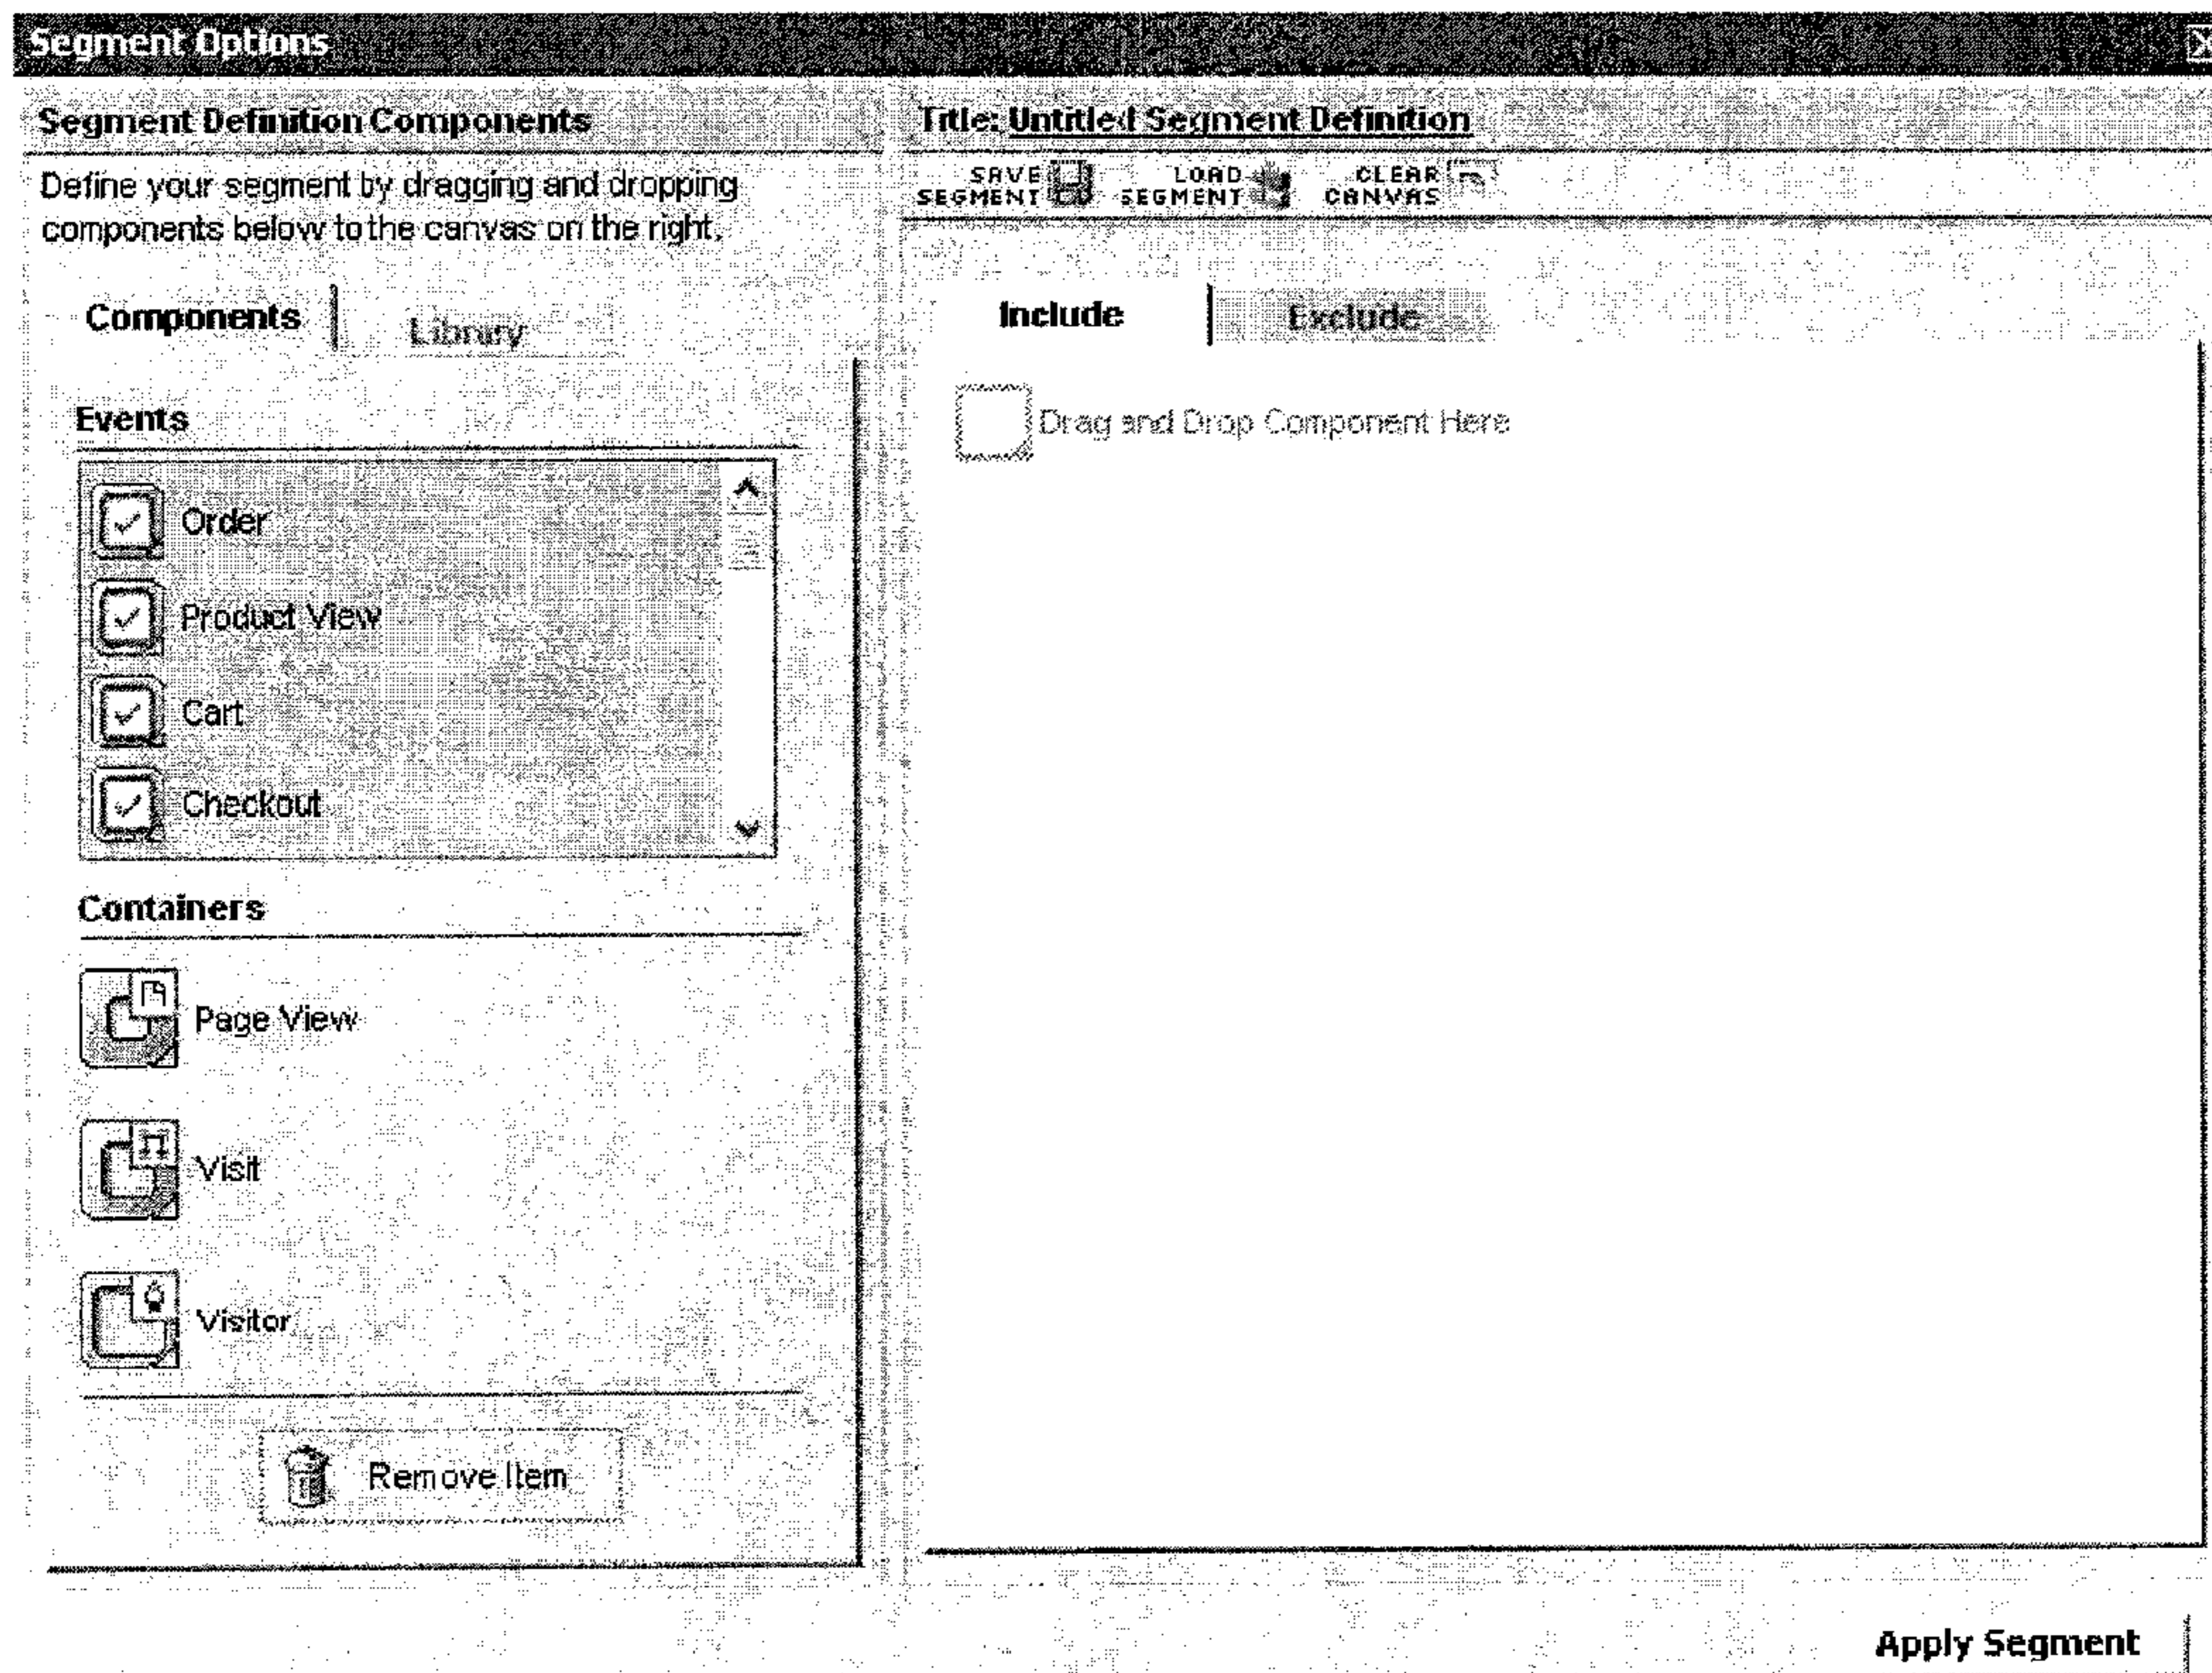 Segment Options
Segment Definition Components
Define your segment by dragging and dropping
components below to the canvas on the right.
Components
Library
Events
Order
Product View
Cart
Checkout
Containers
Page View
Visit
Visitor
Remove Item
Title: Untitled Segment Definition
SAVE SEGMENT
LOAD SEGMENT
CLEAR CANVAS
Include
Exclude
Drag and Drop Component Here
Apply Segment